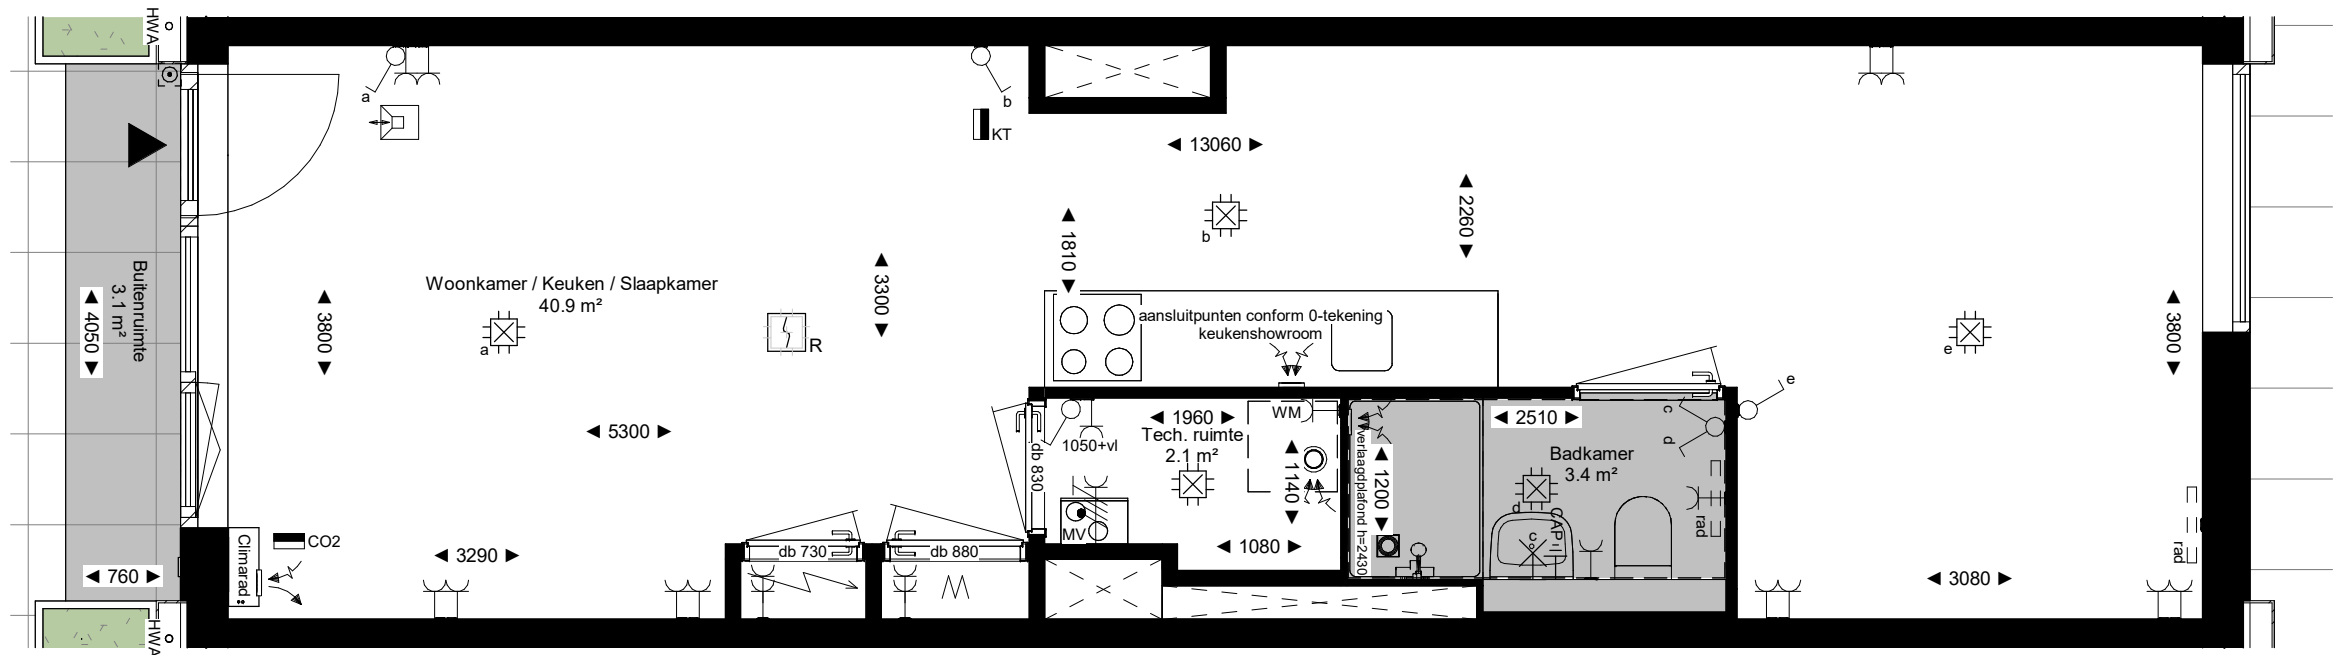 HWA
a
b
KT
13060
2260
1810
b
Buitenruimte
3.1 m²
4050
3800
Woonkamer / Keuken / Slaapkamer
40.9 m²
a
R
3300
aansluitpunten conform 0-tekening
keukenshowroom
e
3800
e
5300
db 830
1050+vl
1960
Tech. ruimte
2.1 m²
WM
1140
MV
1080
verlaagdplafond h=2430
1200
2510
Badkamer
3.4 m²
c
d
d
c
CAP
rad
rad
CO2
Climarad
3290
db 730
db 880
760
3080
HWA